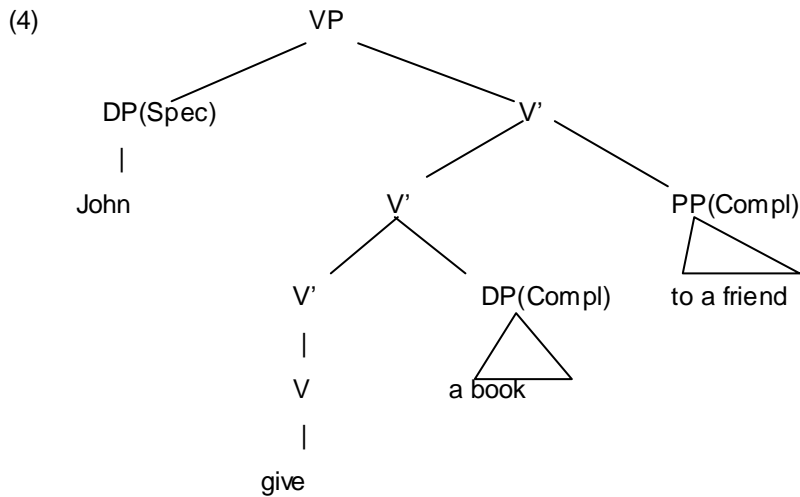 (4) VP
DP(Spec) V’
|
John V’ PP(Compl)
V’ DP(Compl) to a friend
|
V a book
|
give